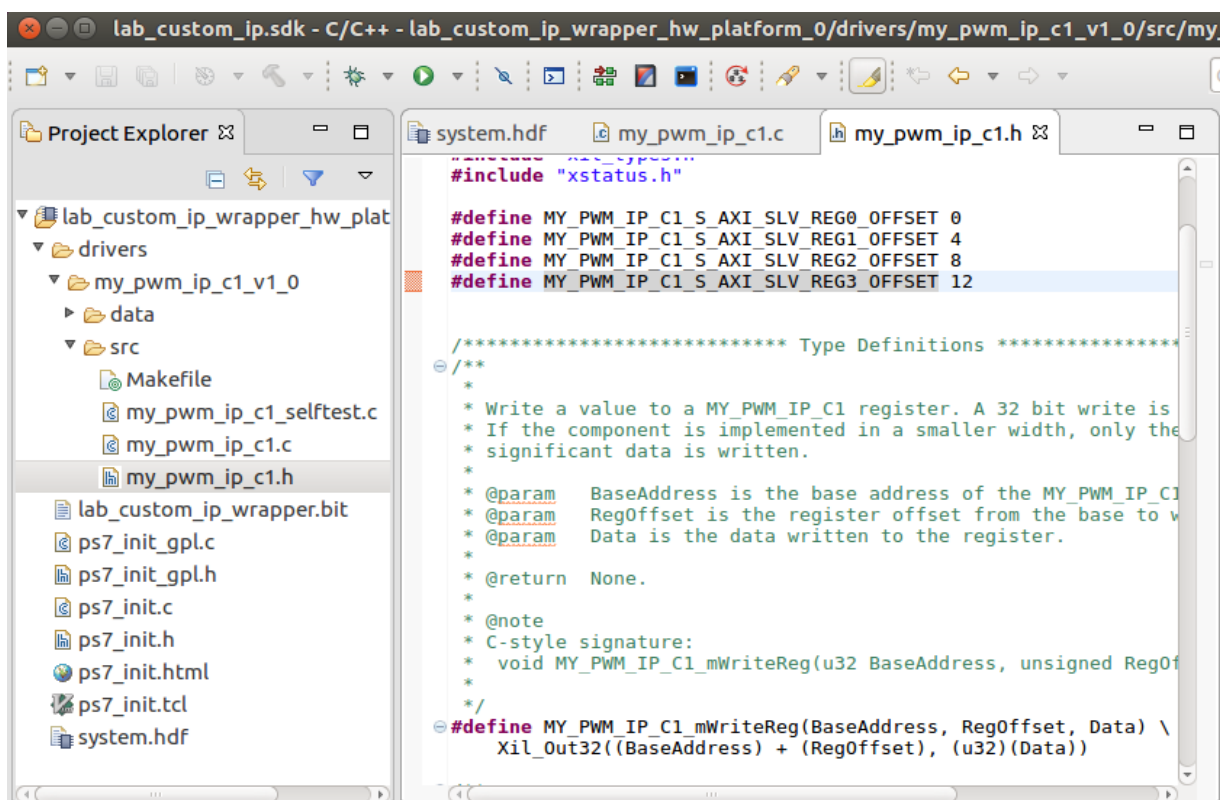 lab_custom_ip.sdk - C/C++ - lab_custom_ip_wrapper_hw_platform_0/drivers/my_pwm_ip_c1_v1_0/src/my_
Project Explorer
lab_custom_ip_wrapper_hw_plat
drivers
my_pwm_ip_c1_v1_0
data
src
Makefile
my_pwm_ip_c1_selftest.c
my_pwm_ip_c1.c
my_pwm_ip_c1.h
lab_custom_ip_wrapper.bit
ps7_init_gpl.c
ps7_init_gpl.h
ps7_init.c
ps7_init.h
ps7_init.html
ps7_init.tcl
system.hdf
system.hdf my_pwm_ip_c1.c my_pwm_ip_c1.h
#include "xil_types.h"
#include "xstatus.h"
#define MY_PWM_IP_C1_S_AXI_SLV_REG0_OFFSET 0
#define MY_PWM_IP_C1_S_AXI_SLV_REG1_OFFSET 4
#define MY_PWM_IP_C1_S_AXI_SLV_REG2_OFFSET 8
#define MY_PWM_IP_C1_S_AXI_SLV_REG3_OFFSET 12
/**************************** Type Definitions ****************
/**
*
* Write a value to a MY_PWM_IP_C1 register. A 32 bit write is
* If the component is implemented in a smaller width, only the
* significant data is written.
*
* @param BaseAddress is the base address of the MY_PWM_IP_C1
* @param RegOffset is the register offset from the base to w
* @param Data is the data written to the register.
*
* @return None.
*
* @note
* C-style signature:
* void MY_PWM_IP_C1_mWriteReg(u32 BaseAddress, unsigned RegOf
*
*/
#define MY_PWM_IP_C1_mWriteReg(BaseAddress, RegOffset, Data) \
Xil_Out32((BaseAddress) + (RegOffset), (u32)(Data))